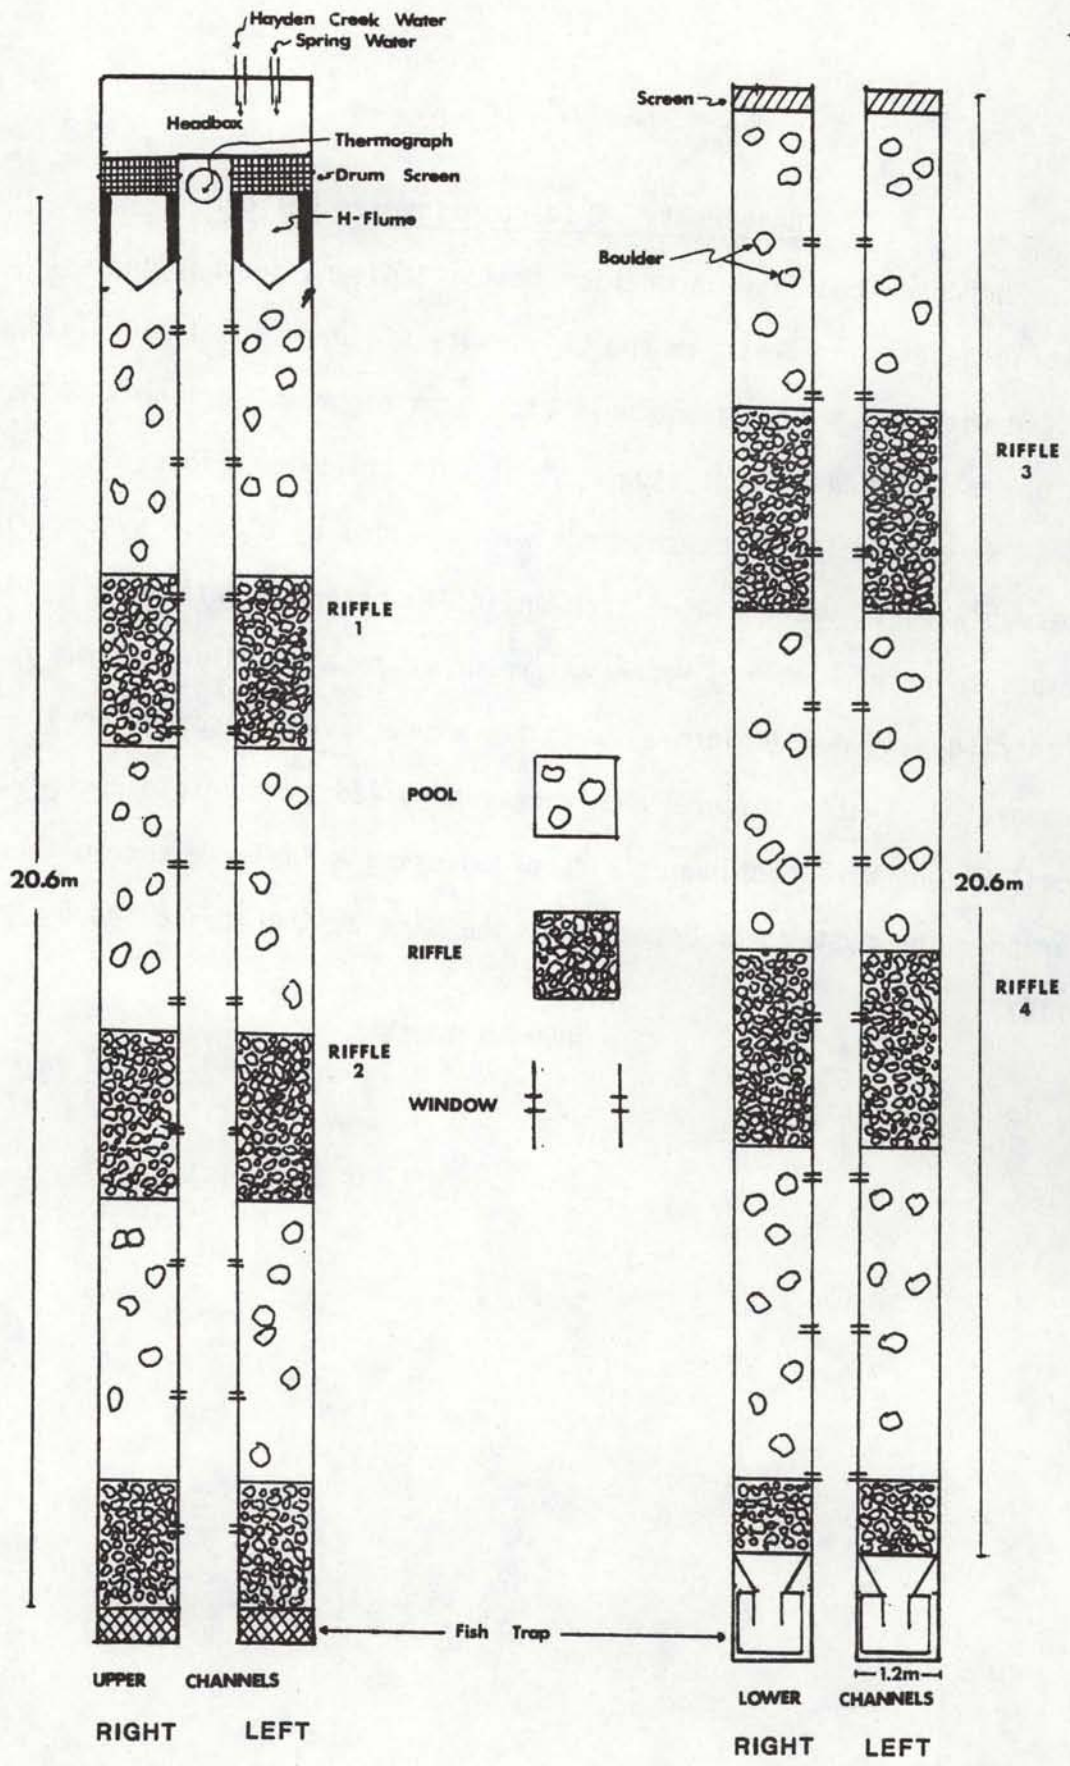 Hayden Creek Water
Spring Water
Headbox
Thermograph
Drum Screen
H-Flume
Screen
Boulder
RIFFLE
3
RIFFLE
1
POOL
20.6m
20.6m
RIFFLE
RIFFLE
4
RIFFLE
2
WINDOW
Fish Trap
UPPER CHANNELS
RIGHT LEFT
1.2m
LOWER CHANNELS
RIGHT LEFT